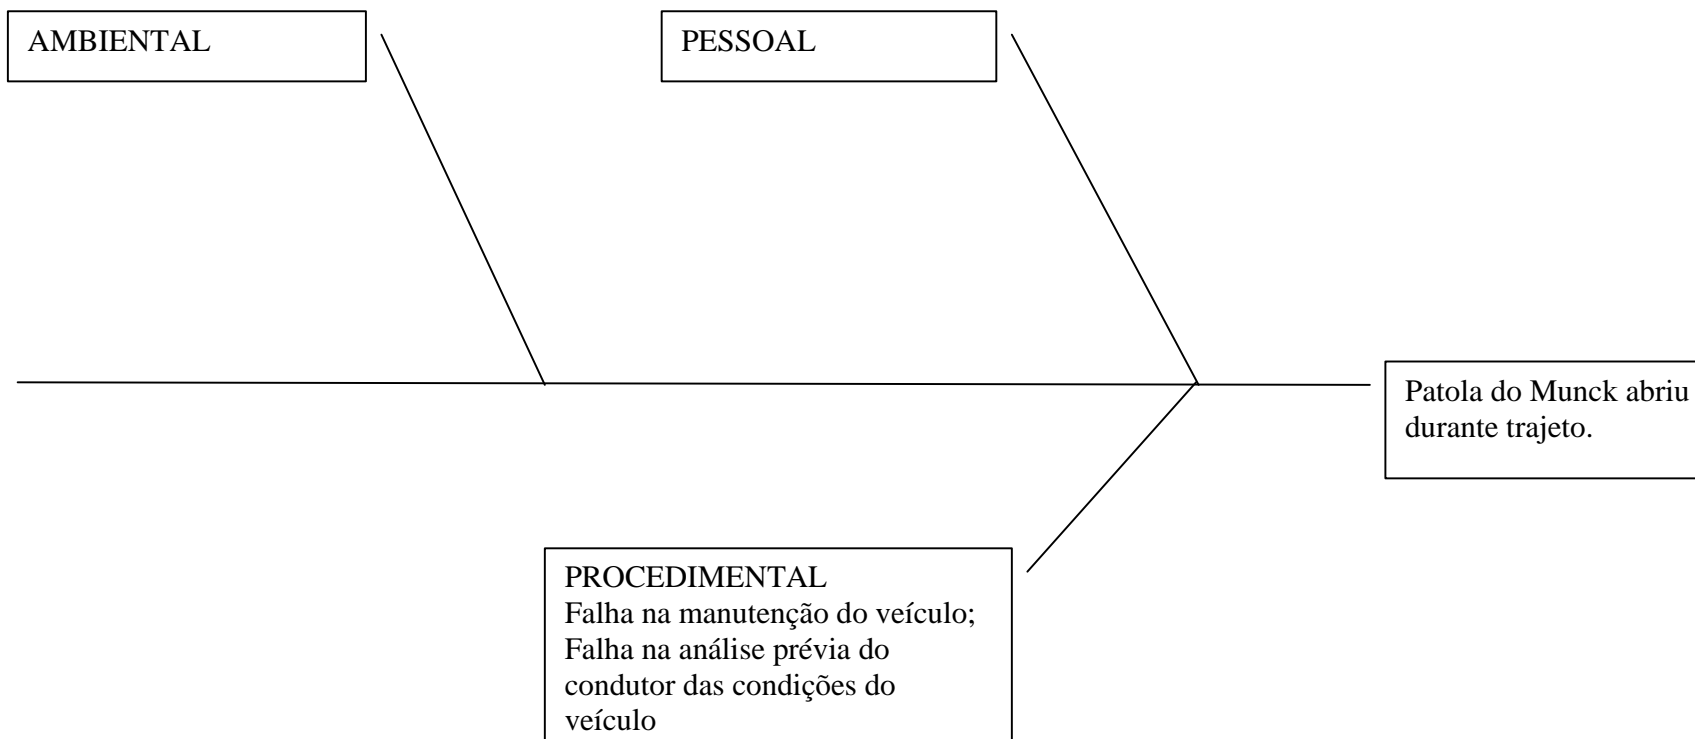 AMBIENTAL
PESSOAL
Patola do Munck abriu
durante trajeto.
PROCEDIMENTAL
Falha na manutenção do veículo;
Falha na análise prévia do
condutor das condições do
veículo